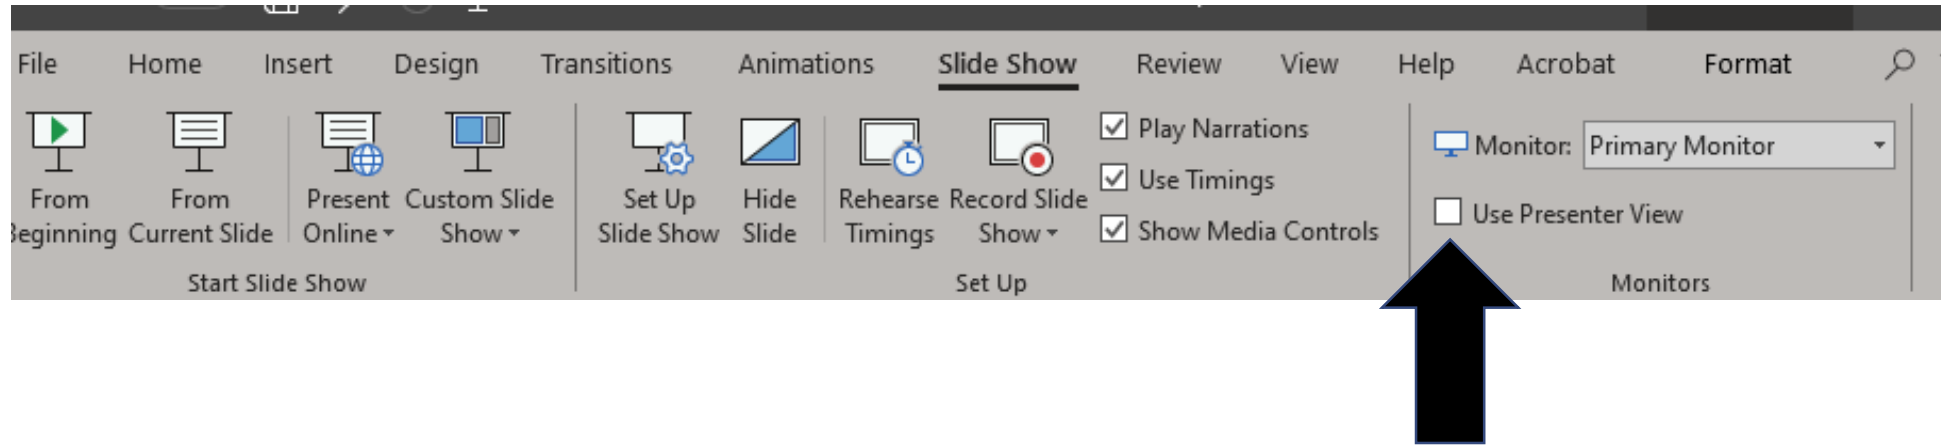 File Home Insert Design Transitions Animations Slide Show Review View Help Acrobat Format
From Beginning
From Current Slide
Present Online
Custom Slide Show
Start Slide Show
Set Up Slide Show
Hide Slide
Rehearse Timings
Record Slide Show
Play Narrations
Use Timings
Show Media Controls
Set Up
Monitor: Primary Monitor
Use Presenter View
Monitors